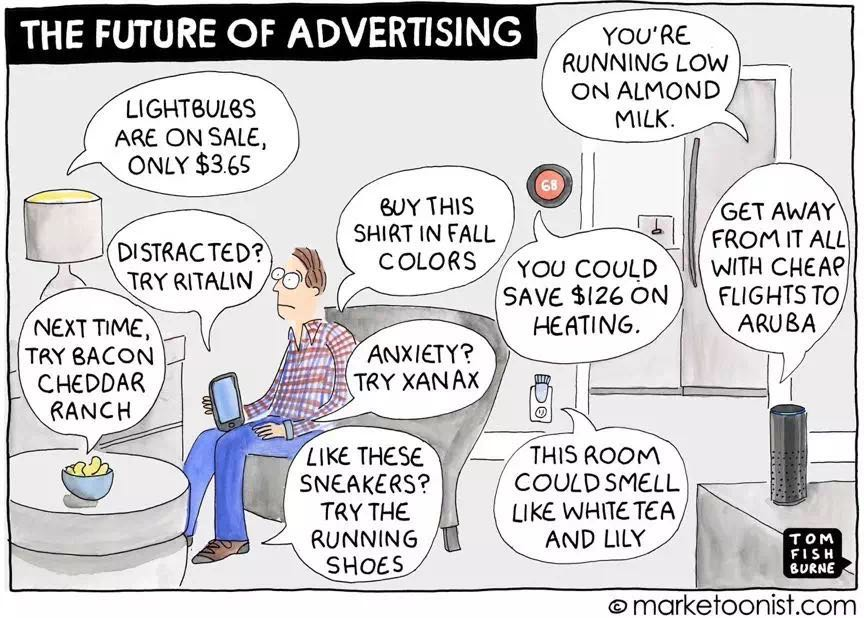 THE FUTURE OF ADVERTISING
YOU'RE
RUNNING LOW
ON ALMOND
MILK.
LIGHTBULBS
ARE ON SALE,
ONLY $3.65
68
BUY THIS
SHIRT IN FALL
COLORS
GET AWAY
FROM IT ALL
WITH CHEAP
FLIGHTS TO
ARUBA
DISTRACTED?
TRY RITALIN
YOU COULD
SAVE $126 ON
HEATING.
NEXT TIME,
TRY BACON
CHEDDAR
RANCH
ANXIETY?
TRY XANAX
LIKE THESE
SNEAKERS?
TRY THE
RUNNING
SHOES
THIS ROOM
COULD SMELL
LIKE WHITE TEA
AND LILY
TOM
FISH
BURNE
© marketoonist.com